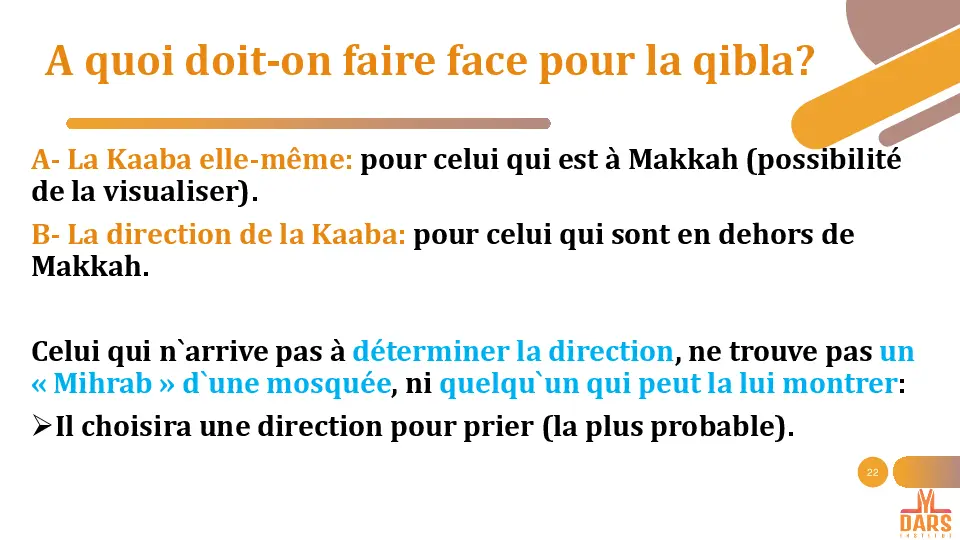 A quoi doit-on faire face pour la qibla?
A- La Kaaba elle-même: pour celui qui est à Makkah (possibilité
de la visualiser).
B- La direction de la Kaaba: pour celui qui sont en dehors de
Makkah.
Celui qui n`arrive pas à déterminer la direction, ne trouve pas un
« Mihrab » d`une mosquée, ni quelqu`un qui peut la lui montrer:
➢Il choisira une direction pour prier (la plus probable).
22
DARS
INSTITUT